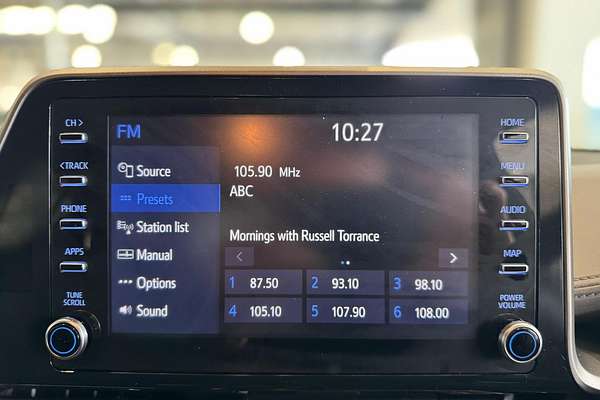 CH >
< TRACK
PHONE
APPS
TUNE
SCROLL
FM
10:27
Source
Presets
Station list
Manual
Options
Sound
105.90 MHz
ABC
Mornings with Russell Torrance
< >
1 87.50 2 93.10 3 98.10
4 105.10 5 107.90 6 108.00
HOME
MENU
AUDIO
MAP
POWER
VOLUME